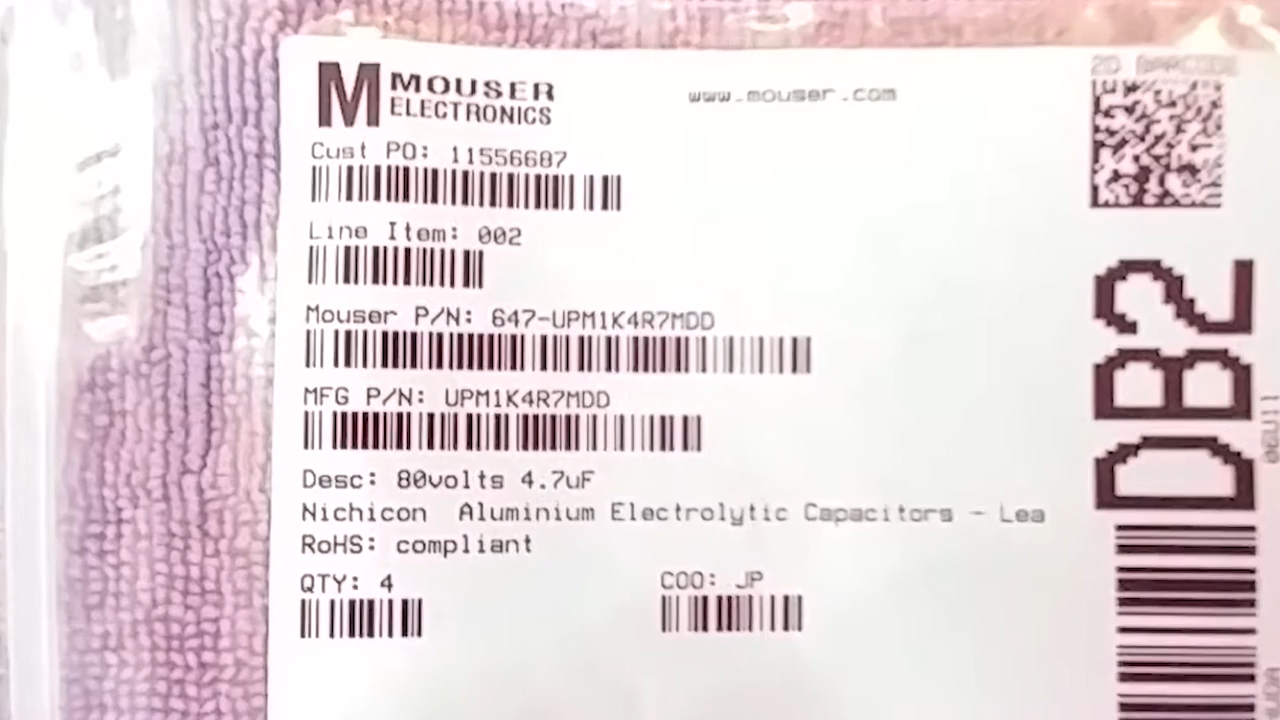 M MOUSER
ELECTRONICS
www.mouser.com
2D BARCODE
Cust PO: 11556687
Line Item: 002
Mouser P/N: 647-UPM1K4R7MDD
MFG P/N: UPM1K4R7MDD
Desc: 80volts 4.7uF
Nichicon Aluminium Electrolytic Capacitors - Lea
RoHS: compliant
QTY: 4
COO: JP
DB2